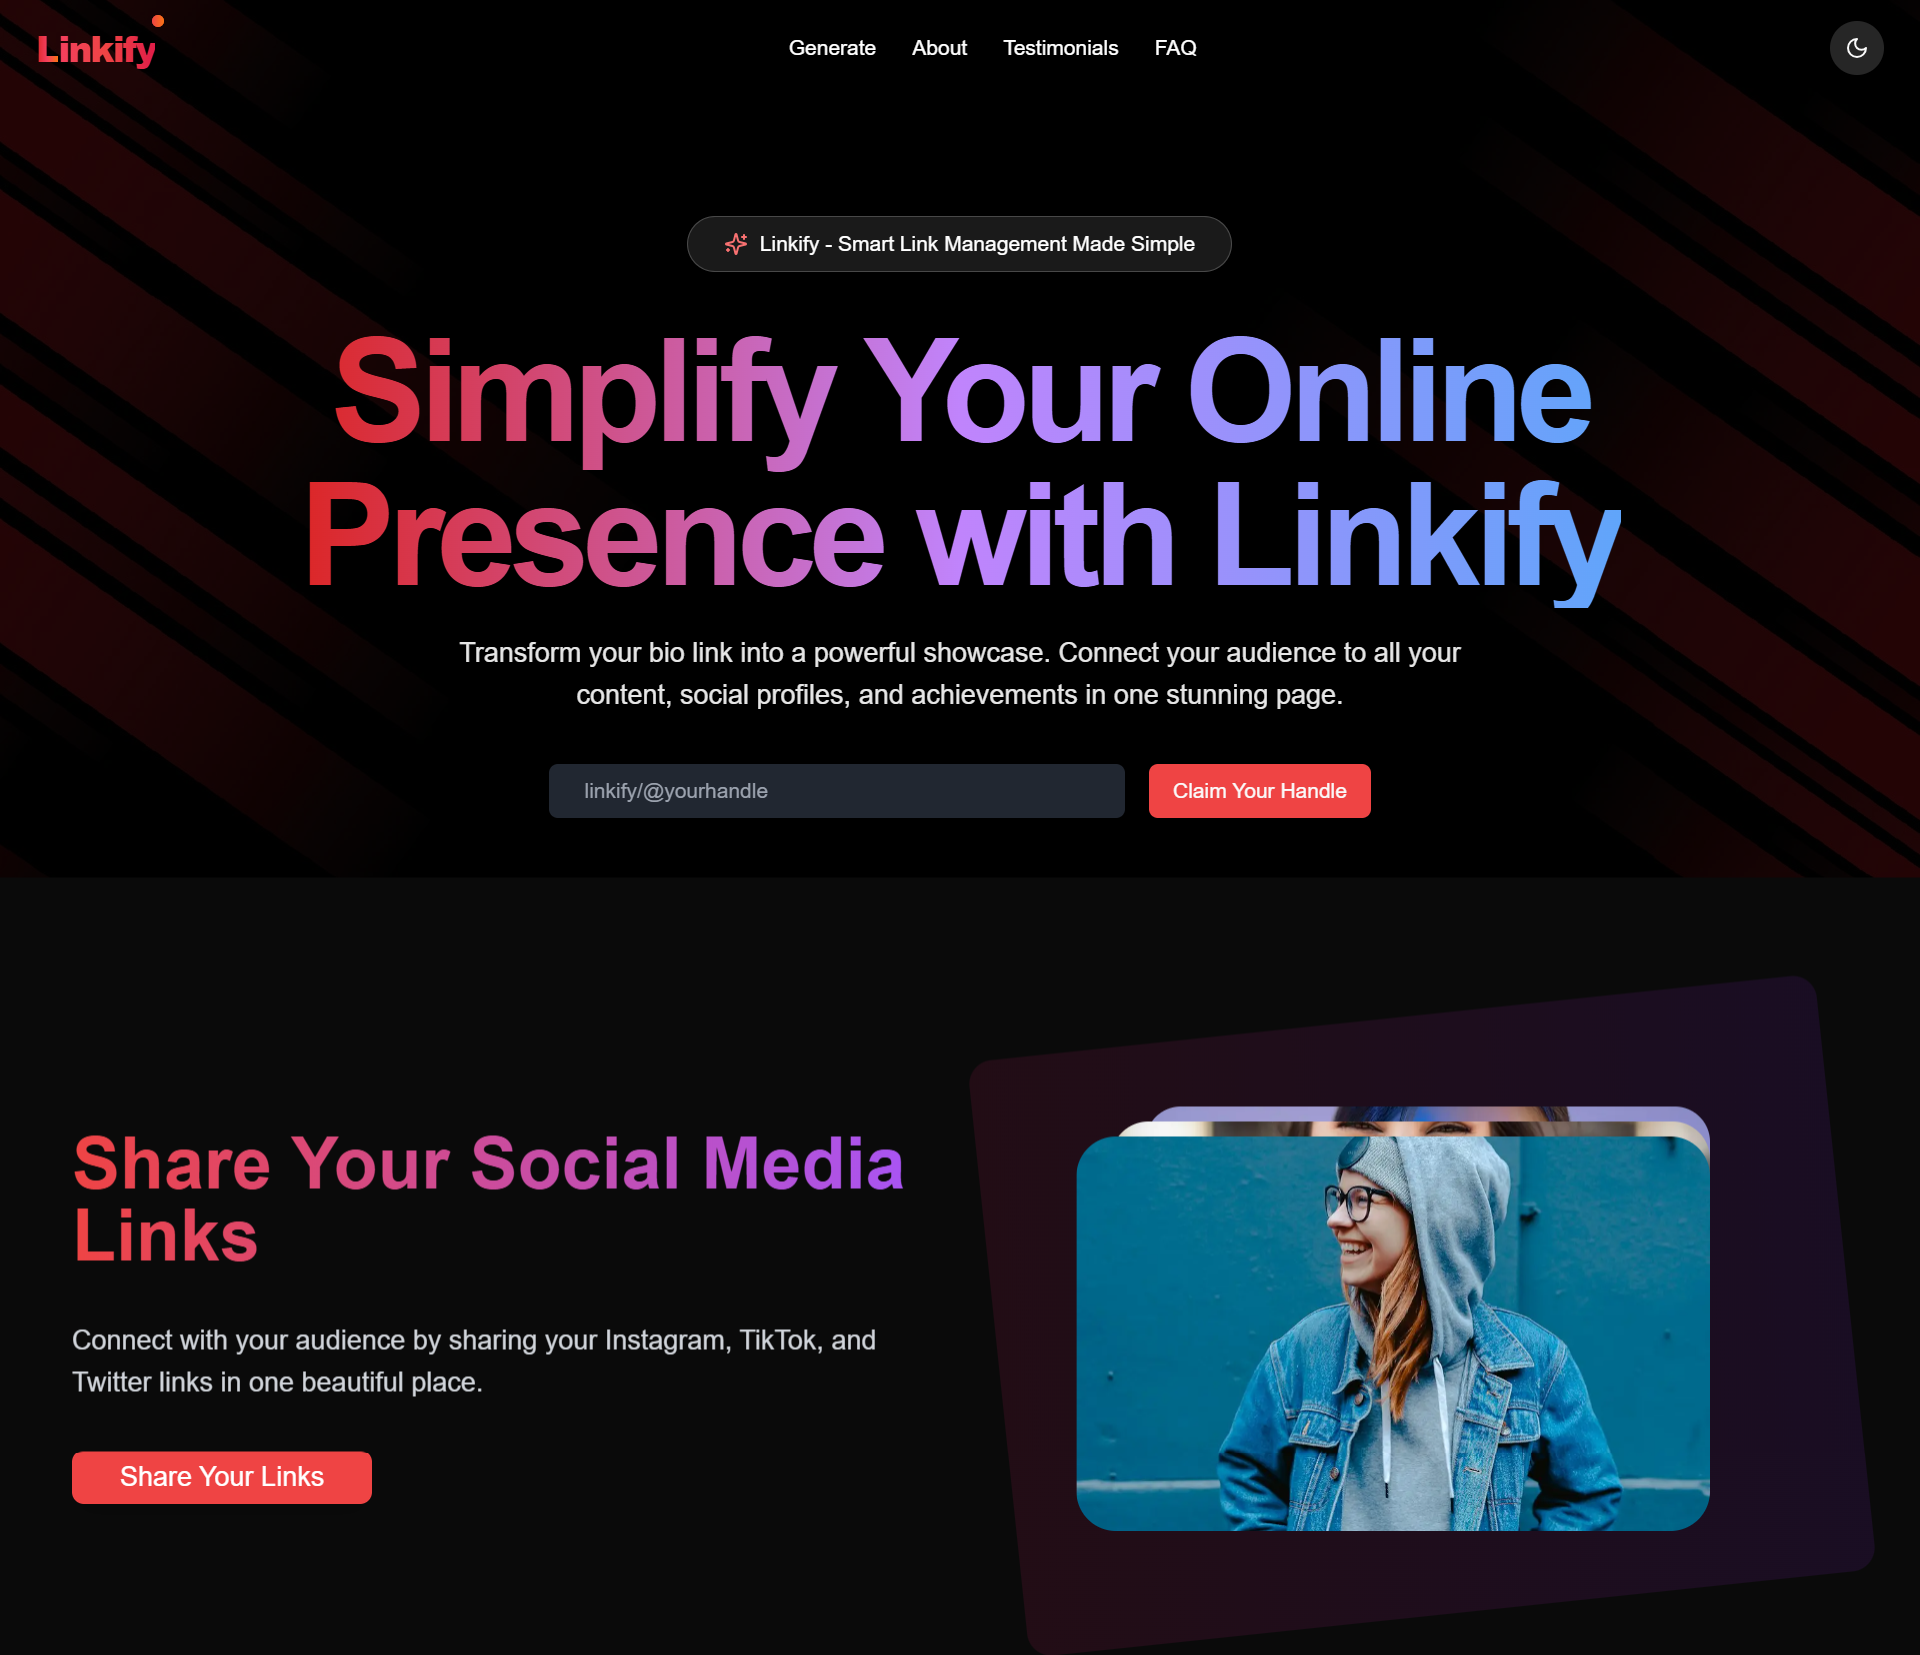 Linkify
Generate
About
Testimonials
FAQ
Linkify - Smart Link Management Made Simple
Simplify Your Online
Presence with Linkify
Transform your bio link into a powerful showcase. Connect your audience to all your
content, social profiles, and achievements in one stunning page.
linkify/@yourhandle
Claim Your Handle
Share Your Social Media
Links
Connect with your audience by sharing your Instagram, TikTok, and
Twitter links in one beautiful place.
Share Your Links